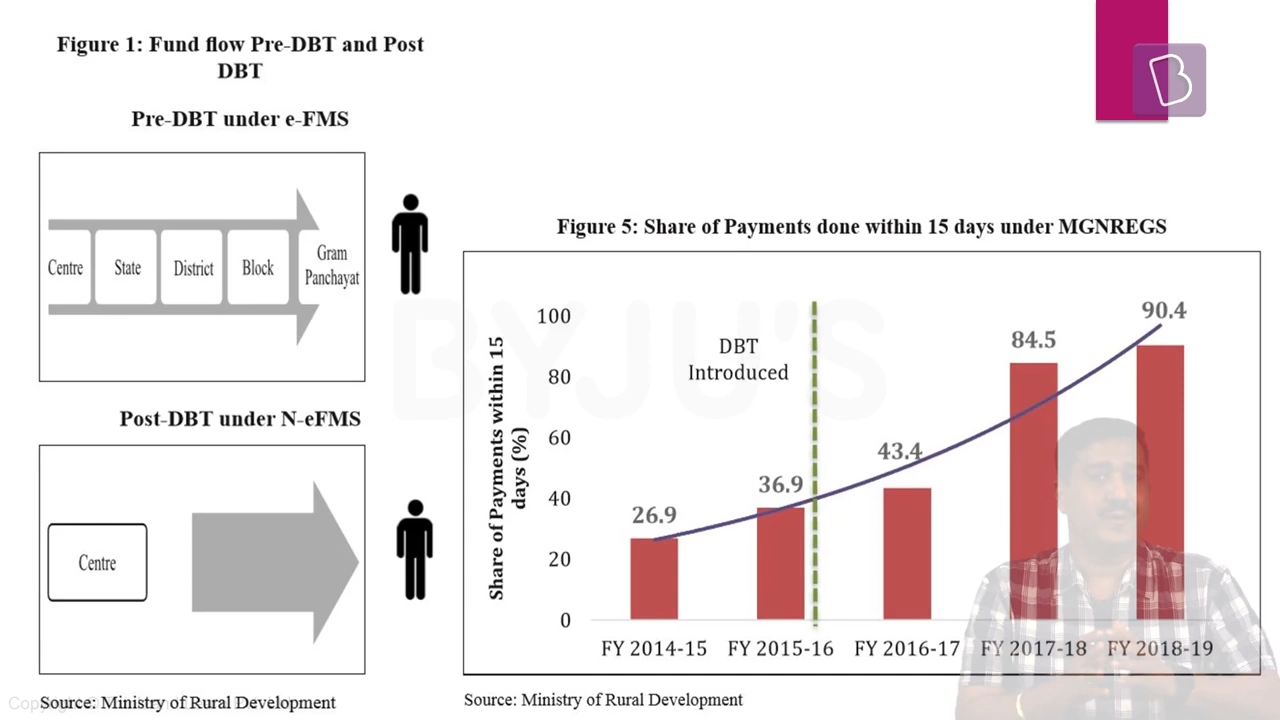 Figure 1: Fund flow Pre-DBT and Post
DBT
Pre-DBT under e-FMS
Centre
State
District
Block
Gram
Panchayat
Post-DBT under N-eFMS
Centre
Source: Ministry of Rural Development
Figure 5: Share of Payments done within 15 days under MGNREGS
Share of Payments within 15
days (%)
100
80
60
40
20
0
DBT
Introduced
26.9
36.9
43.4
84.5
90.4
FY 2014-15
FY 2015-16
FY 2016-17
FY 2017-18
FY 2018-19
Source: Ministry of Rural Development
BYJU'S